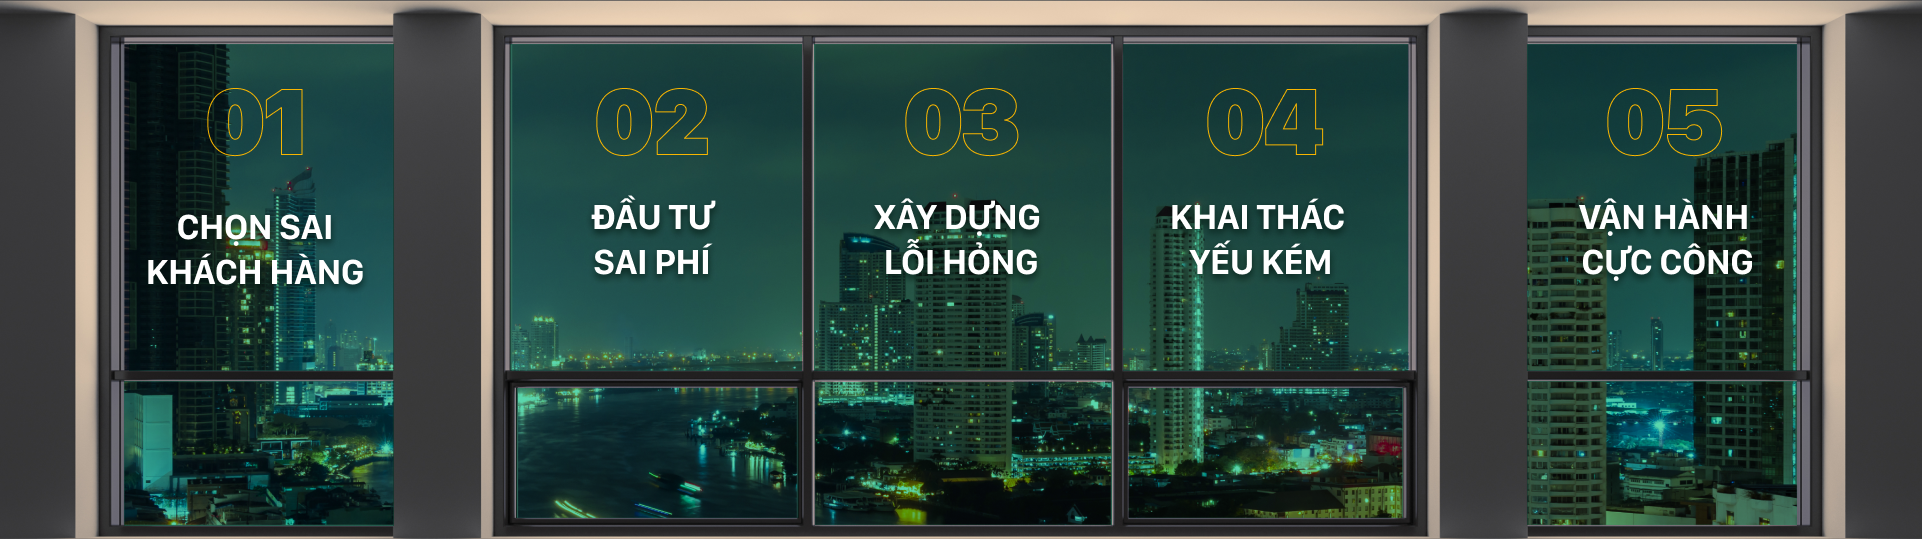 01
CHỌN SAI
KHÁCH HÀNG
02
ĐẦU TƯ
SAI PHÍ
03
XÂY DỰNG
LỖI HỎNG
04
KHAI THÁC
YẾU KÉM
05
VẬN HÀNH
CỰC CÔNG